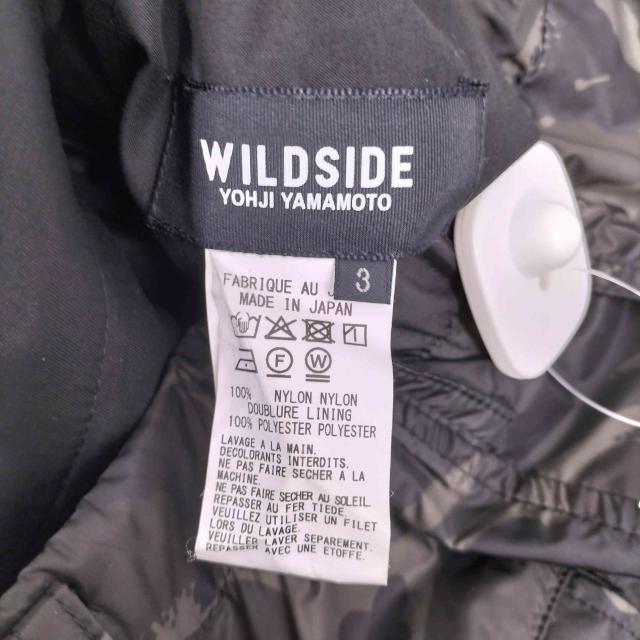 WILDSIDE
YOHJI YAMAMOTO
3
FABRIQUE AU
MADE IN JAPAN
F W
100% NYLON NYLON
DOUBLURE LINING
100% POLYESTER POLYESTER
LAVAGE A LA MAIN.
DECOLORANTS INTERDITS.
NE PAS FAIRE SECHER A LA
MACHINE.
NE PAS FAIRE SECHER AU SOLEIL
REPASSER AU FER TIEDE.
VEUILLEZ UTILISER UN FILET
LORS DU LAVAGE
VEUILLER LAVER SEPAREMENT.
REPASSER AVEC UNE ETOFFE.